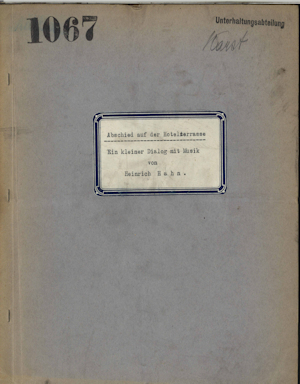 1067
Unterhaltungsabteilung
Abschied auf der Hotelterrasse
Ein kleiner Dialog mit Musik
von
Heinrich Hahn.